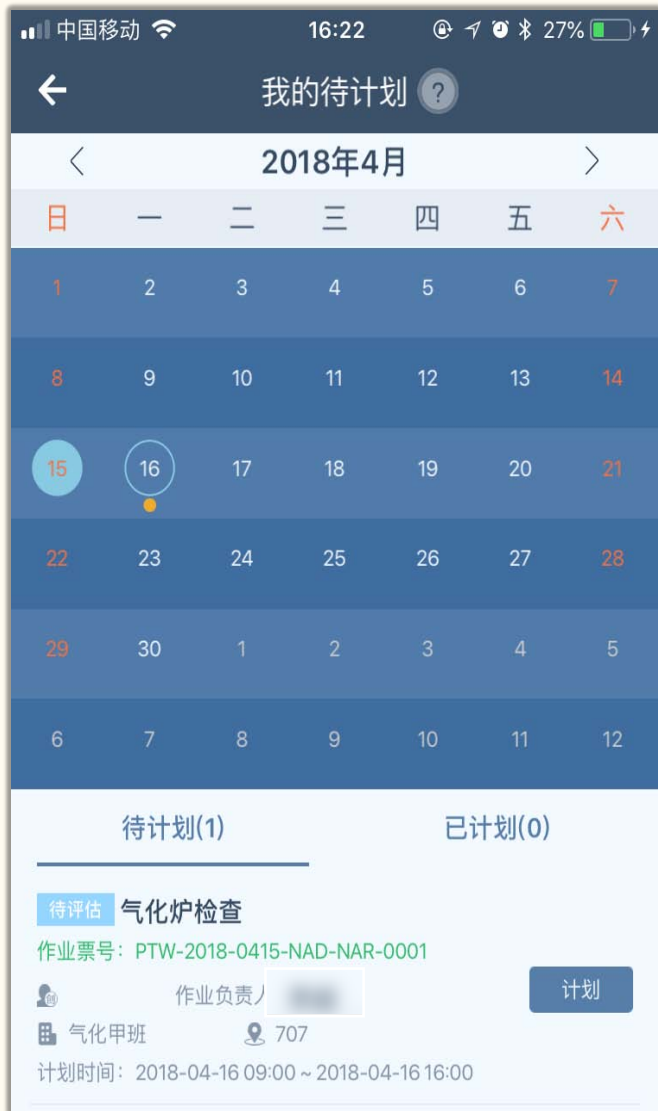 中国移动 16:22 27%
我的待计划 ?
2018年4月
日 一 二 三 四 五 六
1 2 3 4 5 6 7
8 9 10 11 12 13 14
15 16 17 18 19 20 21
22 23 24 25 26 27 28
29 30 1 2 3 4 5
6 7 8 9 10 11 12
待计划(1) 已计划(0)
待评估 气化炉检查
作业票号：PTW-2018-0415-NAD-NAR-0001
作业负责人
计划
气化甲班 707
计划时间：2018-04-16 09:00 ~ 2018-04-16 16:00